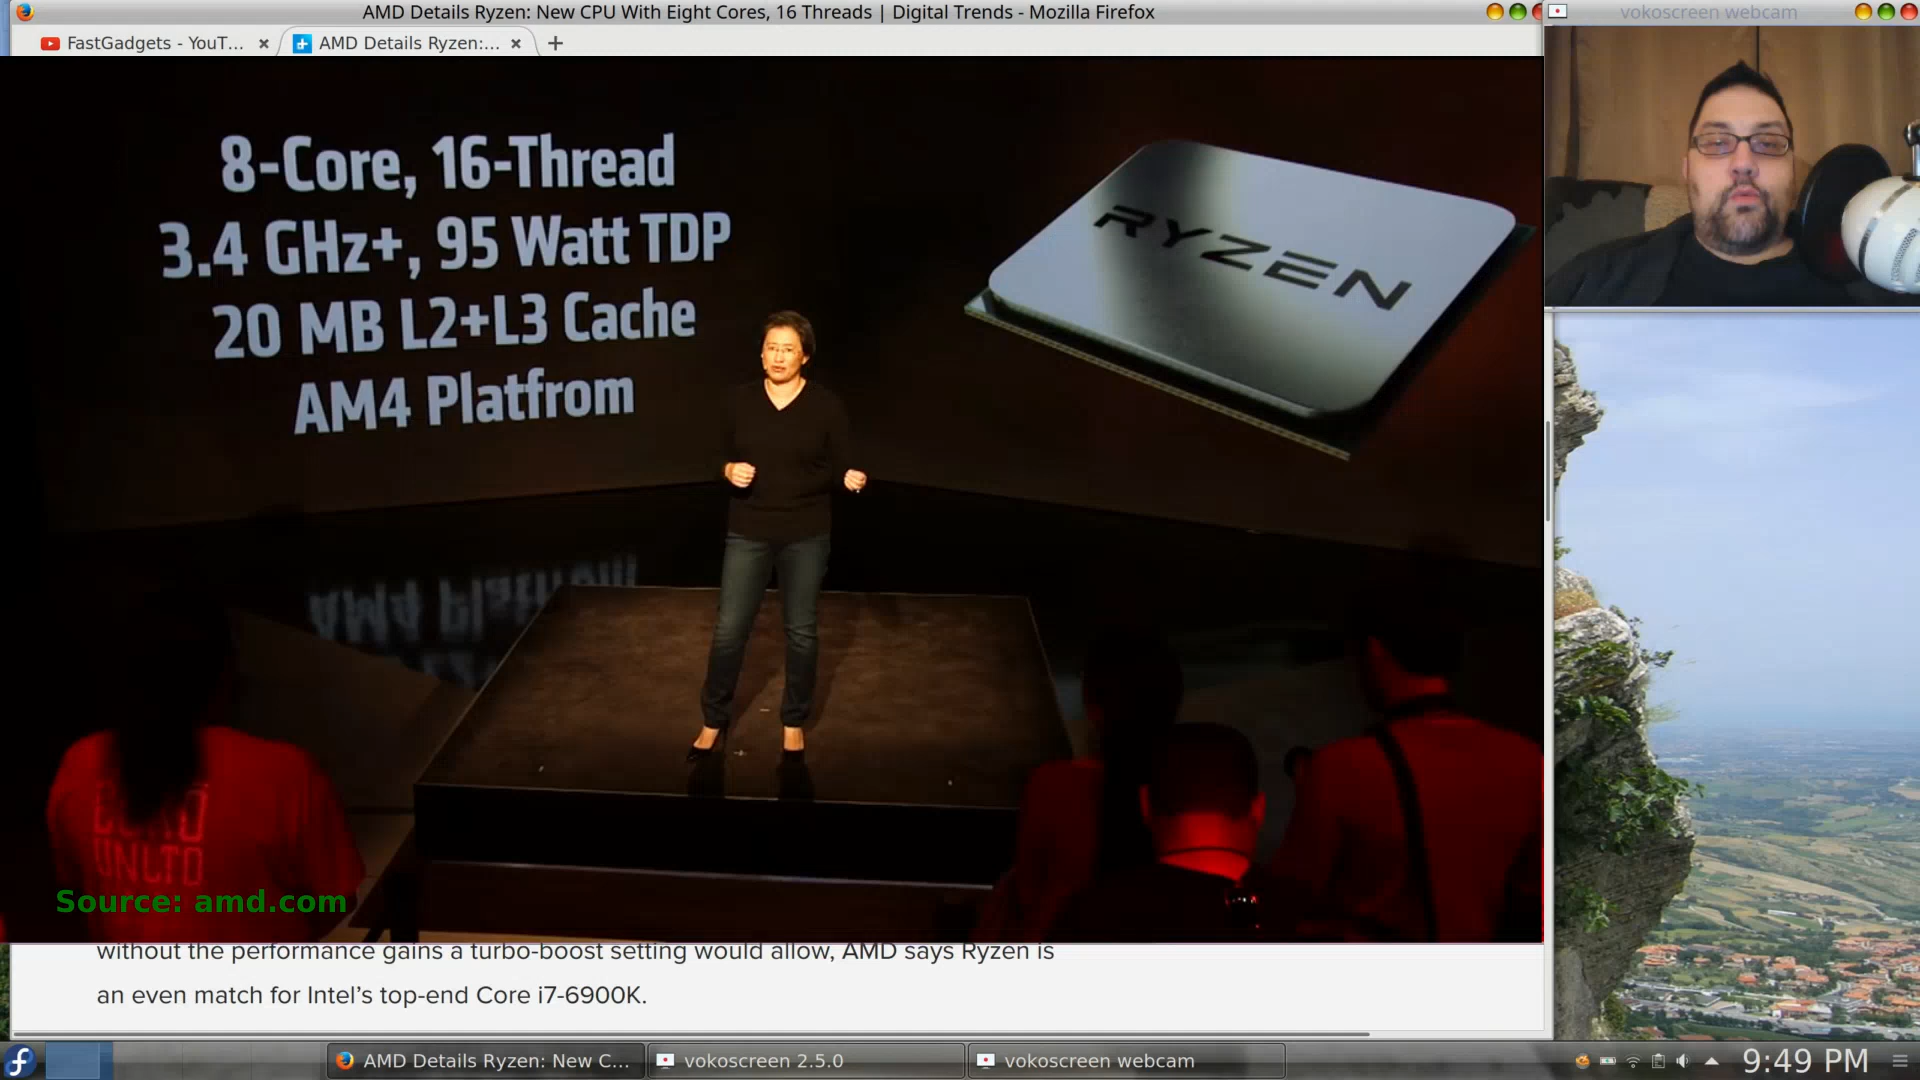 AMD Details Ryzen: New CPU With Eight Cores, 16 Threads | Digital Trends - Mozilla Firefox
vokoscreen webcam
FastGadgets - YouT...
AMD Details Ryzen:...
8-Core, 16-Thread
3.4 GHz+, 95 Watt TDP
20 MB L2+L3 Cache
AM4 Platfrom
RYZEN
UNLTD
Source: amd.com
without the performance gains a turbo-boost setting would allow, AMD says Ryzen is
an even match for Intel’s top-end Core i7-6900K.
AMD Details Ryzen: New C...
vokoscreen 2.5.0
vokoscreen webcam
9:49 PM